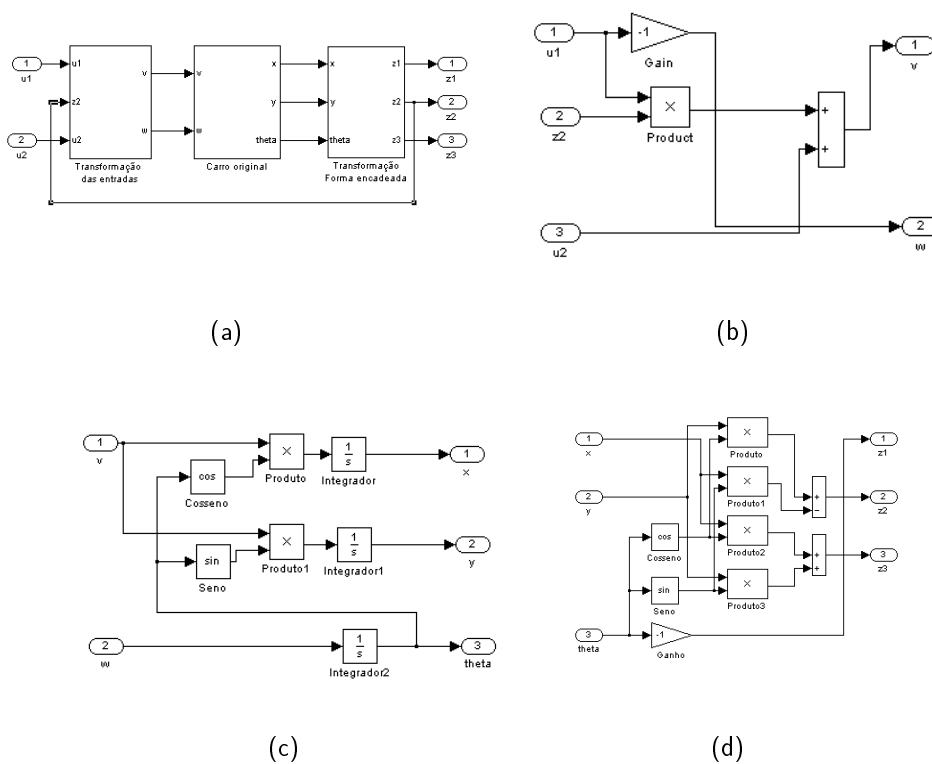 1
u1
2
u2
u1
z2
u2
v
w
Transformação
das entradas
v
w
x
y
theta
Carro original
x
y
theta
z1
z2
z3
Transformação
Forma encadeada
1
z1
2
z2
3
z3
(a)
1
u1
-1
Gain
2
z2
×
Product
3
u2
+
+
1
v
2
w
(b)
1
v
cos
Cosseno
×
Produto
1
s
Integrador
1
x
sin
Seno
×
Produto1
1
s
Integrador1
2
y
2
w
1
s
Integrador2
3
theta
(c)
1
x
2
y
3
theta
cos
Cosseno
sin
Seno
-1
Ganho
×
Produto
×
Produto1
×
Produto2
×
Produto3
+
−
+
+
1
z1
2
z2
3
z3
(d)